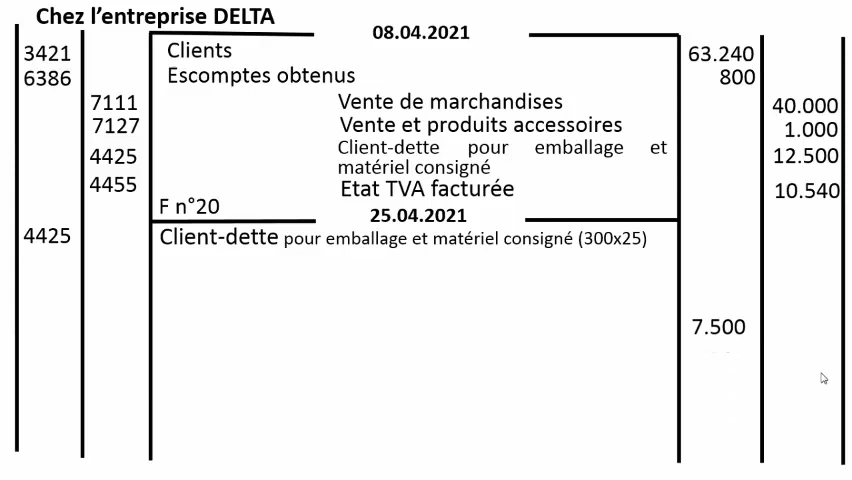 Chez l'entreprise DELTA
08.04.2021
3421 Clients 63.240
6386 Escomptes obtenus 800
7111 Vente de marchandises 40.000
7127 Vente et produits accessoires 1.000
4425 Client-dette pour emballage et
matériel consigné 12.500
4455 Etat TVA facturée 10.540
F n°20
25.04.2021
4425 Client-dette pour emballage et matériel consigné (300x25)
7.500